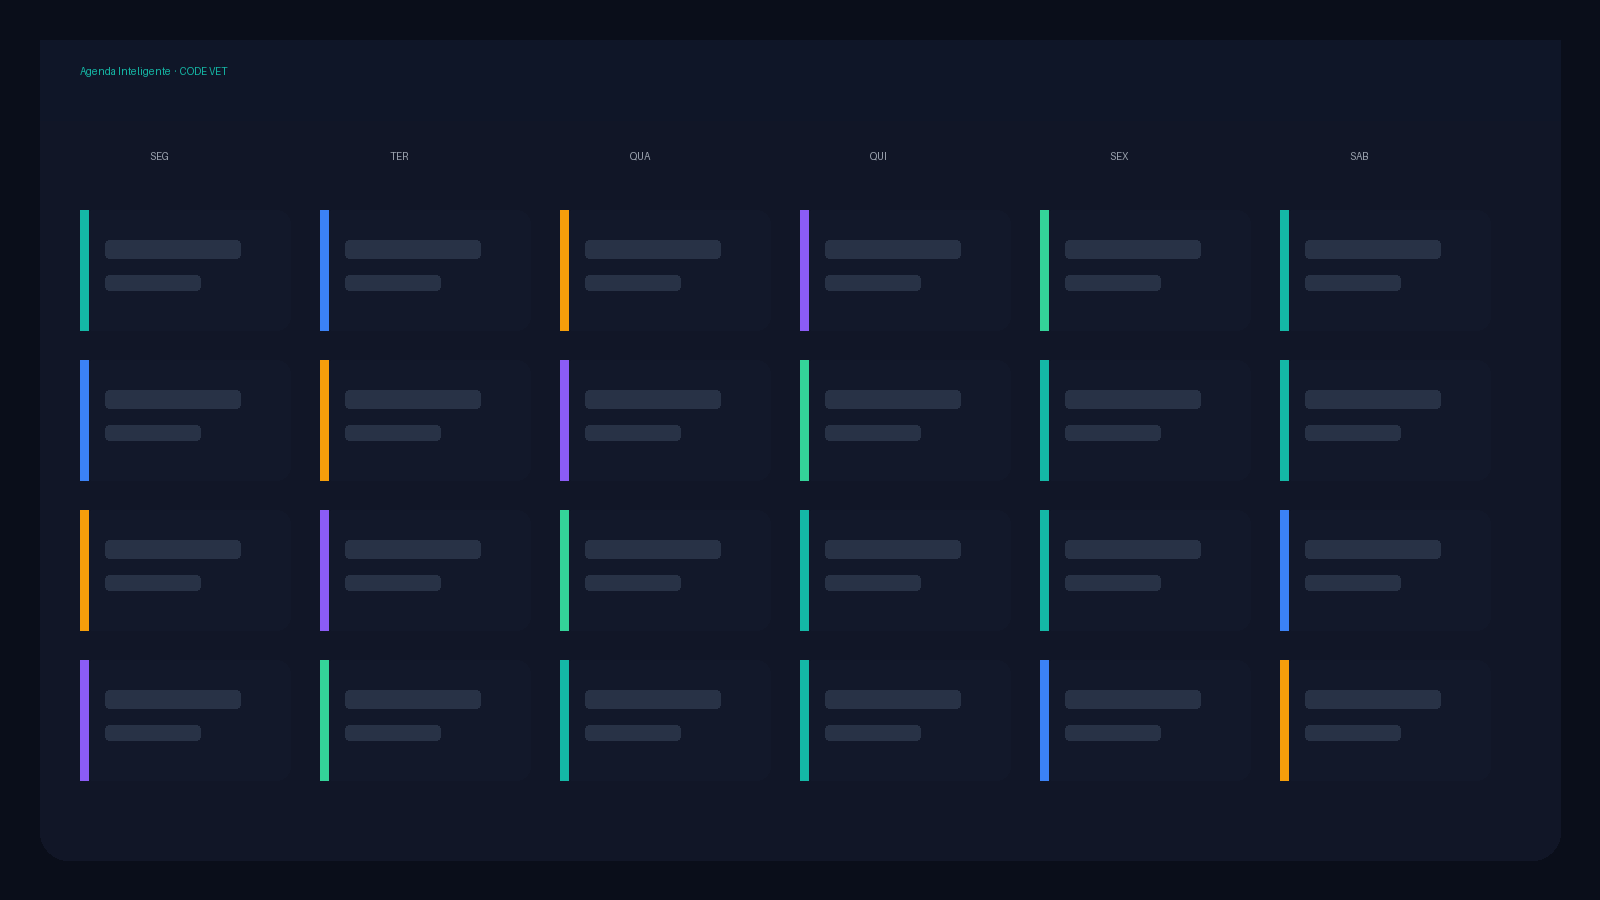 Agenda Inteligente · CODE VET
SEG TER QUA QUI SEX SAB